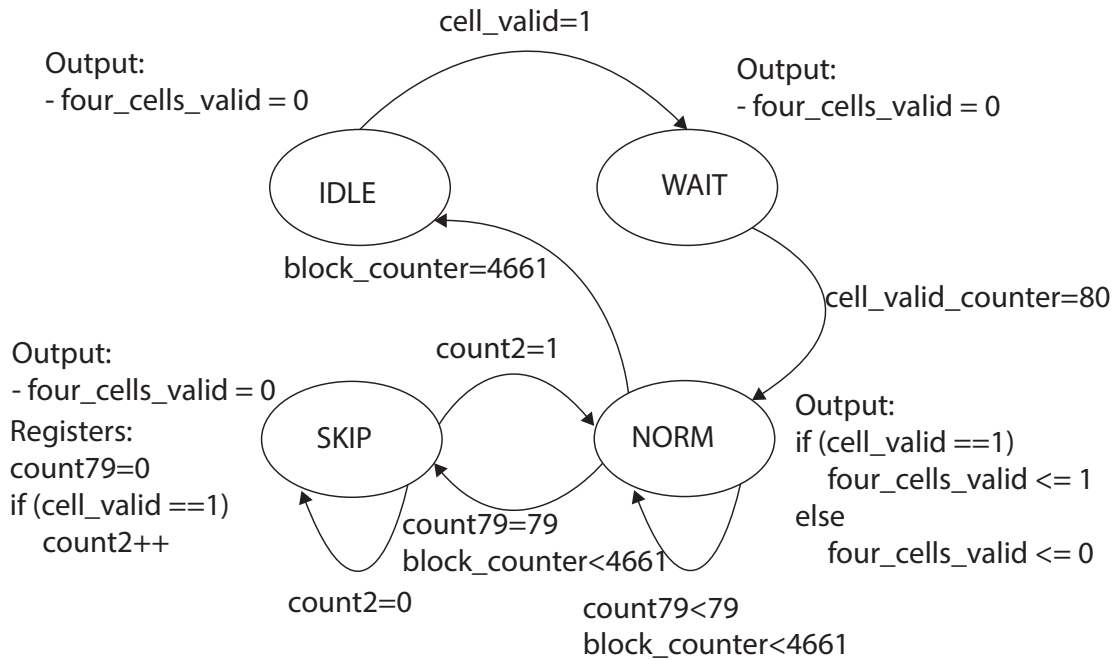 cell_valid=1
Output:
- four_cells_valid = 0
Output:
- four_cells_valid = 0
IDLE
WAIT
block_counter=4661
cell_valid_counter=80
Output:
- four_cells_valid = 0
Registers:
count79=0
if (cell_valid ==1)
count2++
count2=1
SKIP
NORM
Output:
if (cell_valid ==1)
four_cells_valid <= 1
else
four_cells_valid <= 0
count79=79
block_counter<4661
count2=0
count79<79
block_counter<4661